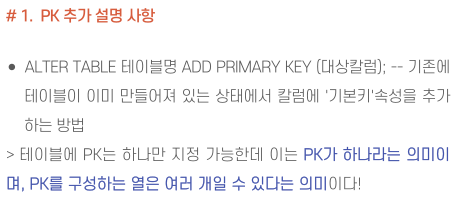 # 1.  PK 추가 설명 사항
● ALTER TABLE 테이블명 ADD PRIMARY KEY (대상칼럼); -- 기존에
테이블이 이미 만들어져 있는 상태에서 칼럼에 '기본키'속성을 추가
하는 방법
> 테이블에 PK는 하나만 지정 가능한데 이는 PK가 하나라는 의미이
며, PK를 구성하는 열은 여러 개일 수 있다는 의미이다!